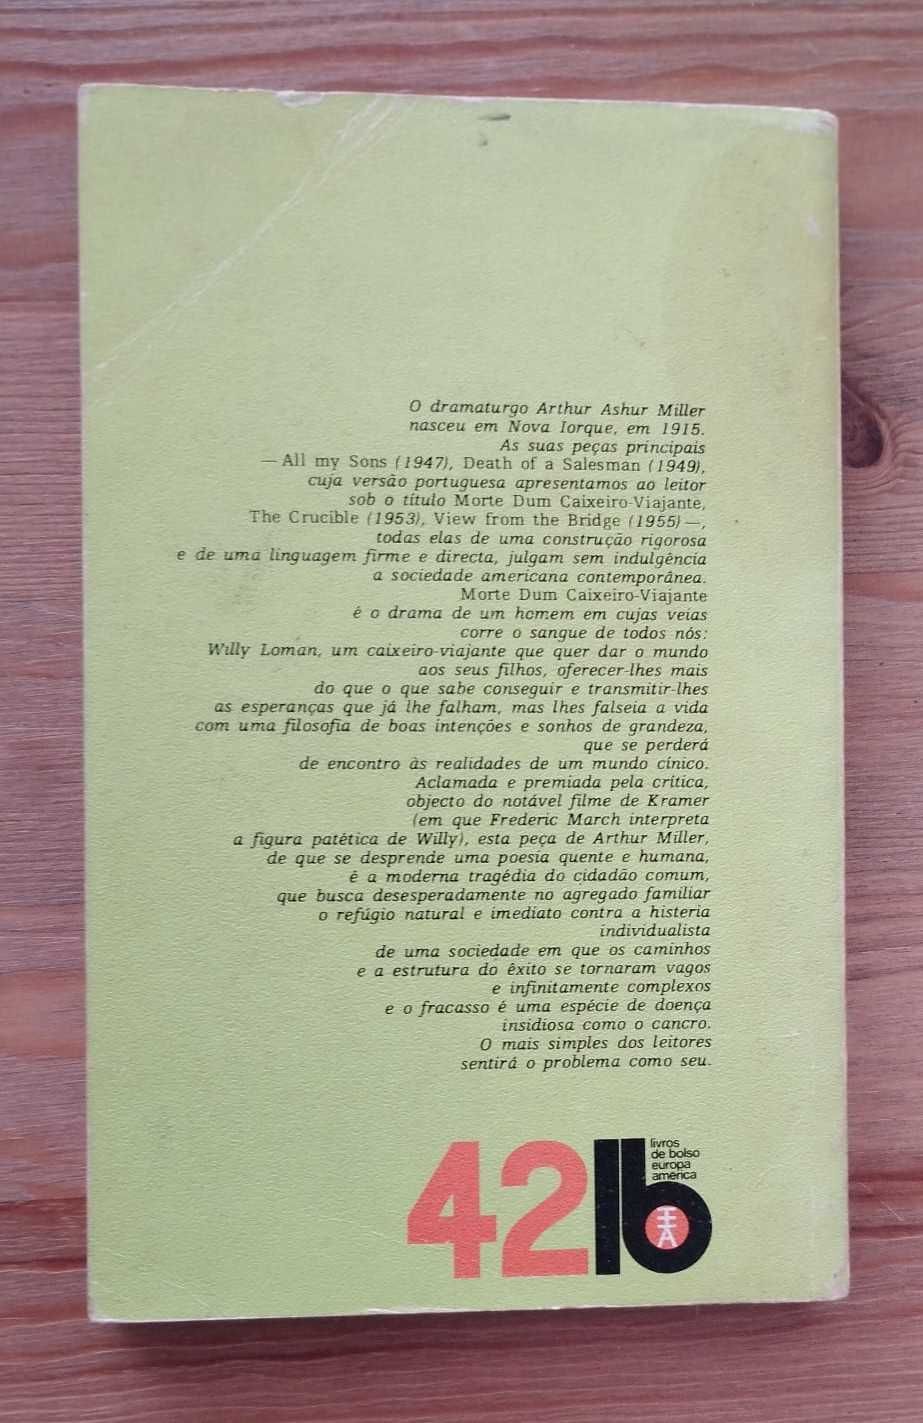 O dramaturgo Arthur Ashur Miller
nasceu em Nova Iorque, em 1915.
As suas peças principais
— All my Sons (1947), Death of a Salesman (1949),
cuja versão portuguesa apresentamos ao leitor
sob o título Morte Dum Caixeiro-Viajante,
The Crucible (1953), View from the Bridge (1955) —,
todas elas de uma construção rigorosa
e de uma linguagem firme e directa, julgam sem indulgência
a sociedade americana contemporânea.
Morte Dum Caixeiro-Viajante
é o drama de um homem em cujas veias
corre o sangue de todos nós:
Willy Loman, um caixeiro-viajante que quer dar o mundo
aos seus filhos, oferecer-lhes mais
do que o que sabe conseguir e transmitir-lhes
as esperanças que já lhe falham, mas lhes falseia a vida
com uma filosofia de boas intenções e sonhos de grandeza,
que se perderá
de encontro às realidades de um mundo cínico.
Aclamada e premiada pela crítica,
objecto do notável filme de Kramer
(em que Frederic March interpreta
a figura patética de Willy), esta peça de Arthur Miller,
de que se desprende uma poesia quente e humana,
é a moderna tragédia do cidadão comum,
que busca desesperadamente no agregado familiar
o refúgio natural e imediato contra a histeria
individualista
de uma sociedade em que os caminhos
e a estrutura do êxito se tornaram vagos
e infinitamente complexos
e o fracasso é uma espécie de doença
insidiosa como o cancro.
O mais simples dos leitores
sentirá o problema como seu.
42 lb
livros
de bolso
europa
américa